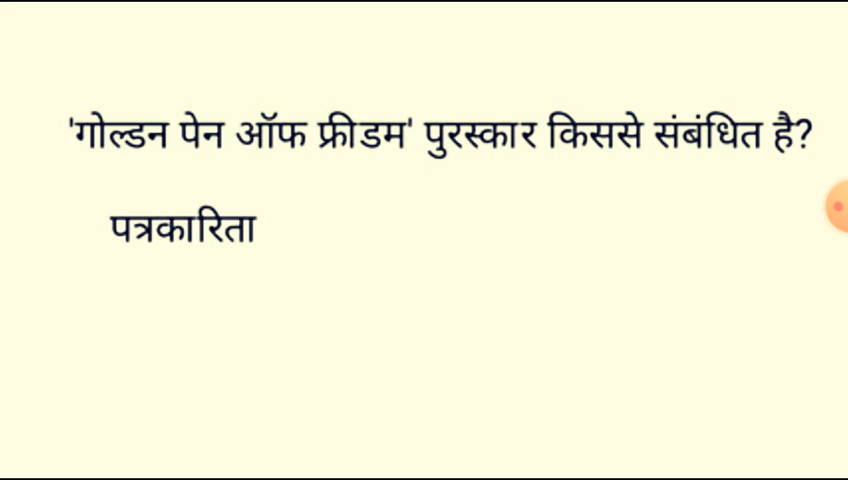 'गोल्डन पेन ऑफ फ्रीडम' पुरस्कार किससे संबंधित है?
पत्रकारिता